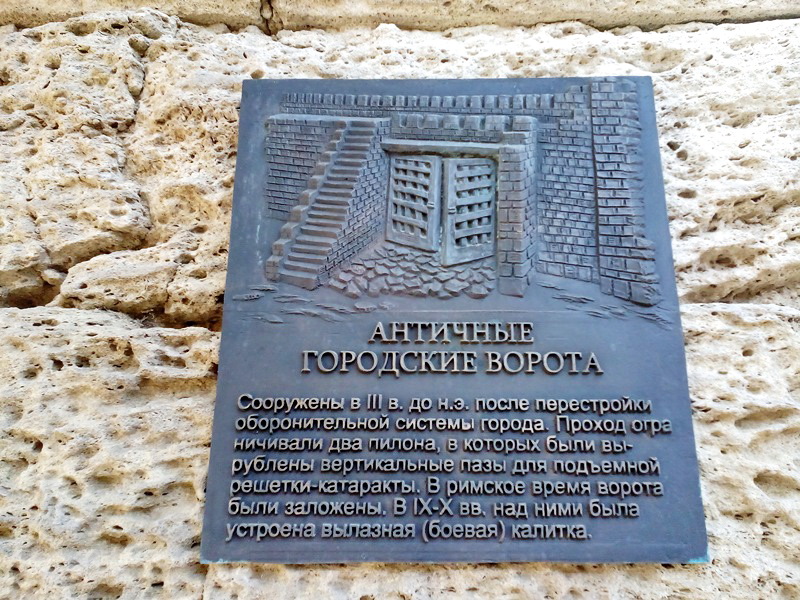 АНТИЧНЫЕ
ГОРОДСКИЕ ВОРОТА
Сооружены в III в. до н.э. после перестройки
оборонительной системы города. Проход огра
ничивали два пилона, в которых были вы-
рублены вертикальные пазы для подъемной
решетки-катаракты. В римское время ворота
были заложены. В IX-X вв. над ними была
устроена вылазная (боевая) калитка.